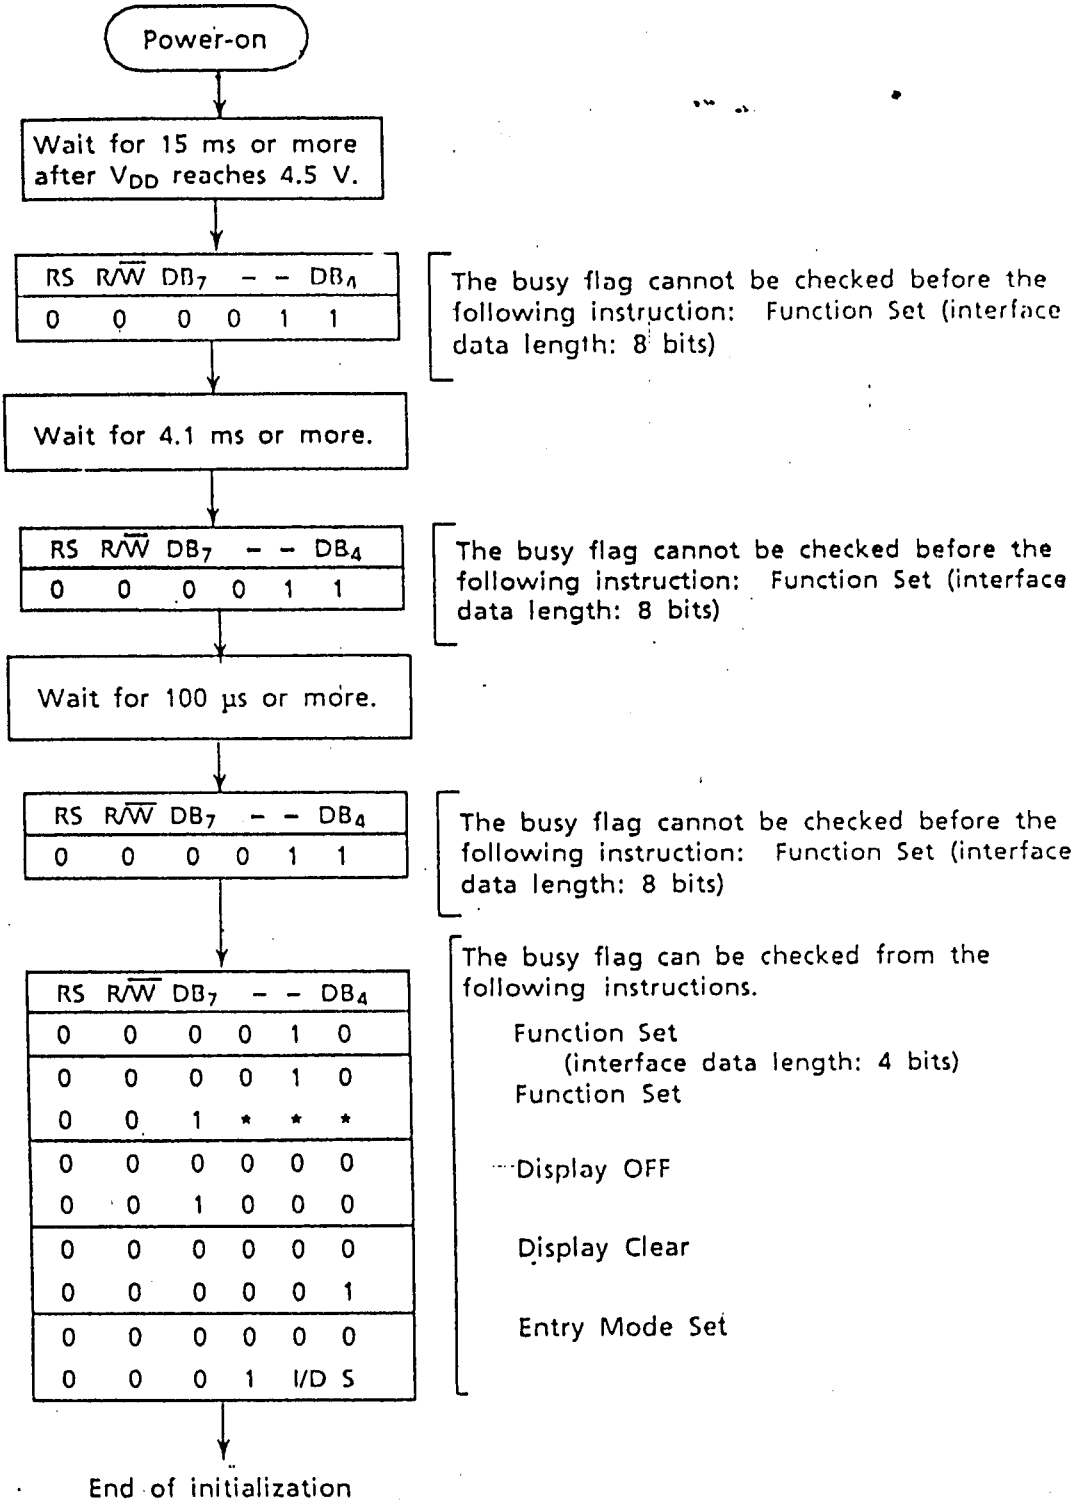 Power-on
Wait for 15 ms or more
after VDD reaches 4.5 V.
RS R/W̅ DB7 - - DB4
0 0 0 0 1 1
The busy flag cannot be checked before the
following instruction: Function Set (interface
data length: 8 bits)
Wait for 4.1 ms or more.
RS R/W̅ DB7 - - DB4
0 0 0 0 1 1
The busy flag cannot be checked before the
following instruction: Function Set (interface
data length: 8 bits)
Wait for 100 μs or more.
RS R/W̅ DB7 - - DB4
0 0 0 0 1 1
The busy flag cannot be checked before the
following instruction: Function Set (interface
data length: 8 bits)
RS R/W̅ DB7 - - DB4
0 0 0 0 1 0
0 0 0 0 1 0
0 0 1 * * *
0 0 0 0 0 0
0 0 1 0 0 0
0 0 0 0 0 0
0 0 0 0 0 1
0 0 0 0 0 0
0 0 0 1 I/D S
The busy flag can be checked from the
following instructions.
Function Set
(interface data length: 4 bits)
Function Set
Display OFF
Display Clear
Entry Mode Set
End of initialization